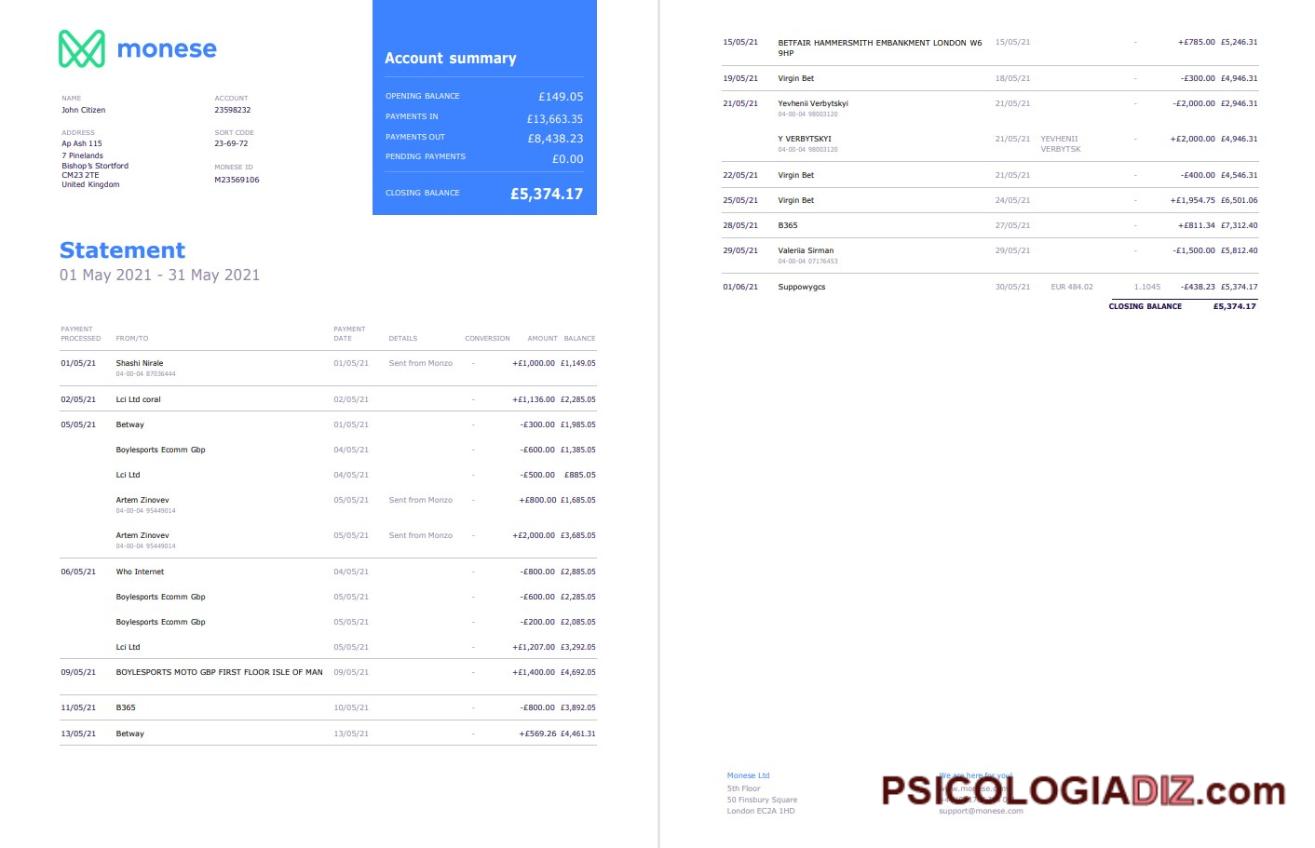 monese
NAME
John Citizen
ADDRESS
Ap Ash 115
7 Pinelands
Bishop's Stortford
CM23 2TE
United Kingdom
ACCOUNT
23598232
SORT CODE
23-69-72
MONESE ID
M23569106
Account summary
OPENING BALANCE £149.05
PAYMENTS IN £13,663.35
PAYMENTS OUT £8,438.23
PENDING PAYMENTS £0.00
CLOSING BALANCE £5,374.17
Statement
01 May 2021 - 31 May 2021
PAYMENT PROCESSED FROM/TO PAYMENT DATE DETAILS CONVERSION AMOUNT BALANCE
01/05/21 Shashi Nirale 01/05/21 Sent from Monzo - +£1,000.00 £1,149.05
04-00-04 87036444
02/05/21 Lci Ltd coral 02/05/21 - +£1,136.00 £2,285.05
05/05/21 Betway 01/05/21 - -£300.00 £1,985.05
Boylesports Ecomm Gbp 04/05/21 - -£600.00 £1,385.05
Lci Ltd 04/05/21 - -£500.00 £885.05
Artem Zinovev 05/05/21 Sent from Monzo - +£800.00 £1,685.05
04-00-04 95449014
Artem Zinovev 05/05/21 Sent from Monzo - +£2,000.00 £3,685.05
04-00-04 95449014
06/05/21 Who Internet 04/05/21 - -£800.00 £2,885.05
Boylesports Ecomm Gbp 05/05/21 - -£600.00 £2,285.05
Boylesports Ecomm Gbp 05/05/21 - -£200.00 £2,085.05
Lci Ltd 05/05/21 - +£1,207.00 £3,292.05
09/05/21 BOYLESPORTS MOTO GBP FIRST FLOOR ISLE OF MAN 09/05/21 - +£1,400.00 £4,692.05
11/05/21 B365 10/05/21 - -£800.00 £3,892.05
13/05/21 Betway 13/05/21 - +£569.26 £4,461.31
15/05/21 BETFAIR HAMMERSMITH EMBANKMENT LONDON W6 15/05/21 - +£785.00 £5,246.31
9HP
19/05/21 Virgin Bet 18/05/21 - -£300.00 £4,946.31
21/05/21 Yevhenii Verbytskyi 21/05/21 - -£2,000.00 £2,946.31
04-00-04 98003120
Y VERBYTSKYI 21/05/21 YEVHENII - +£2,000.00 £4,946.31
04-00-04 98003120 VERBYTSK
22/05/21 Virgin Bet 21/05/21 - -£400.00 £4,546.31
25/05/21 Virgin Bet 24/05/21 - +£1,954.75 £6,501.06
28/05/21 B365 27/05/21 - +£811.34 £7,312.40
29/05/21 Valeriia Sirman 29/05/21 - -£1,500.00 £5,812.40
04-00-04 07176453
01/06/21 Suppowygcs 30/05/21 EUR 484.02 1.1045 -£438.23 £5,374.17
CLOSING BALANCE £5,374.17
Monese Ltd
5th Floor
50 Finsbury Square
London EC2A 1HD
We are here for you!
support@monese.com
PSICOLOGIADIZ.com